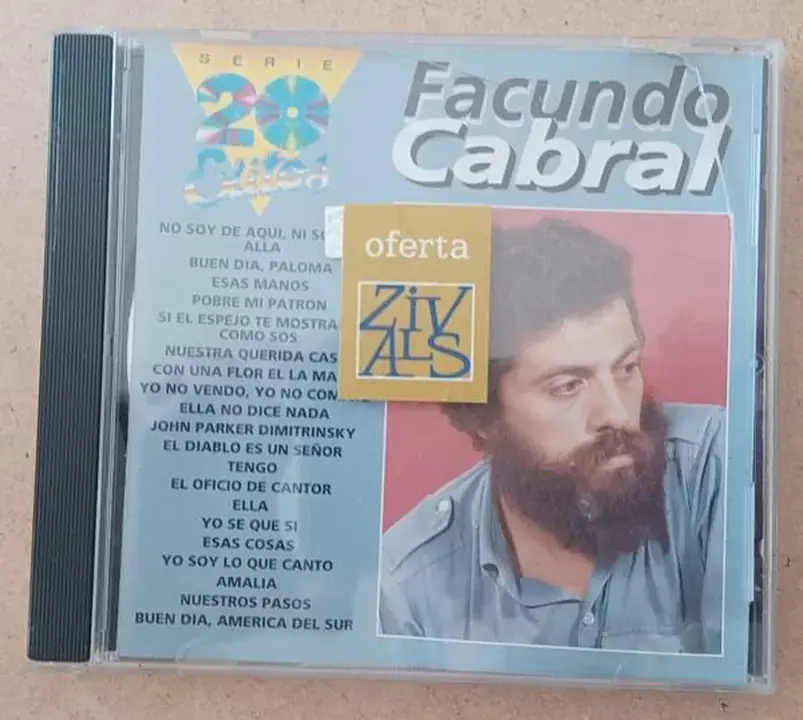 SERIE
20
Éxitos
Facundo
Cabral
NO SOY DE AQUI, NI
ALLA
BUEN DIA, PALOMA
ESAS MANOS
POBRE MI PATRON
SI EL ESPEJO TE MOSTRA
COMO SOS
NUESTRA QUERIDA CAS
CON UNA FLOR EL LA MA
YO NO VENDO, YO NO
ELLA NO DICE NADA
JOHN PARKER DIMITRINSKY
EL DIABLO ES UN SEÑOR
TENGO
EL OFICIO DE CANTOR
ELLA
YO SE QUE SI
ESAS COSAS
YO SOY LO QUE CANTO
AMALIA
NUESTROS PASOS
BUEN DIA, AMERICA DEL SUR
oferta
ZIV
ALS